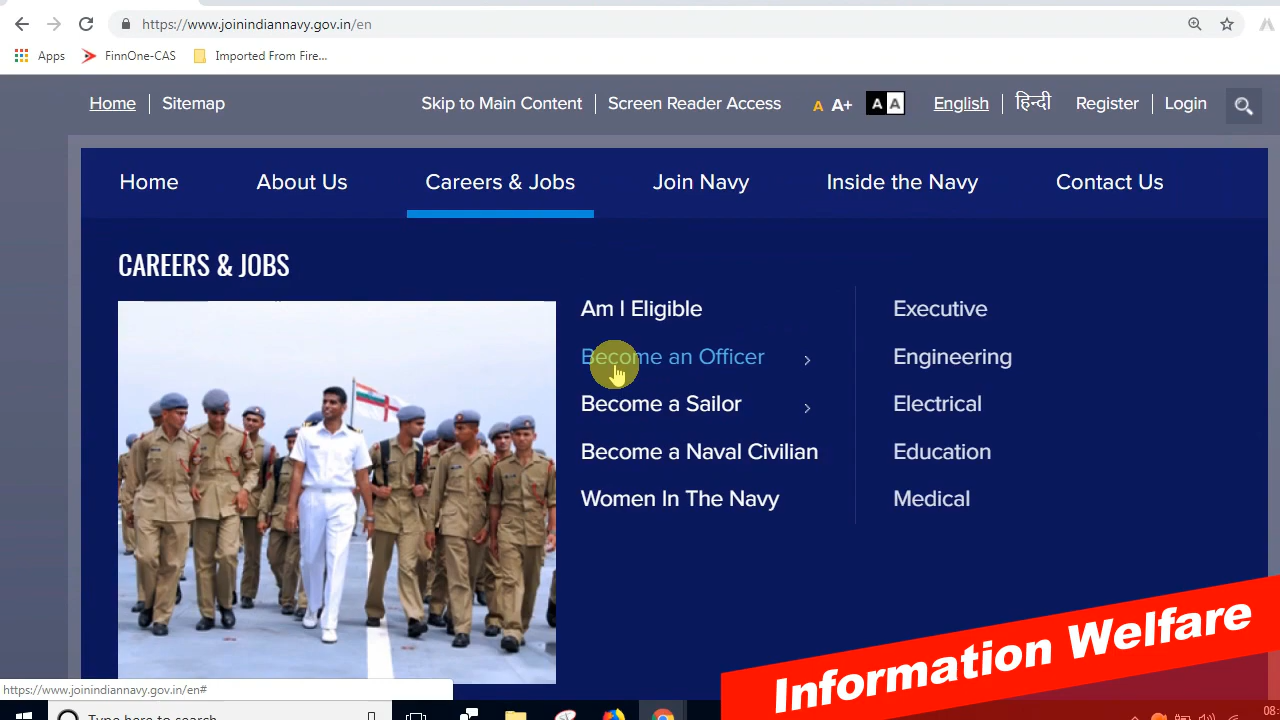 https://www.joinindiannavy.gov.in/en
Apps FinnOne-CAS Imported From Fire...
Home Sitemap Skip to Main Content Screen Reader Access A A+ A A English हिन्दी Register Login
Home About Us Careers & Jobs Join Navy Inside the Navy Contact Us
CAREERS & JOBS
Am I Eligible
Become an Officer
Become a Sailor
Become a Naval Civilian
Women In The Navy
Executive
Engineering
Electrical
Education
Medical
Information Welfare
https://www.joinindiannavy.gov.in/en#
Type here to search